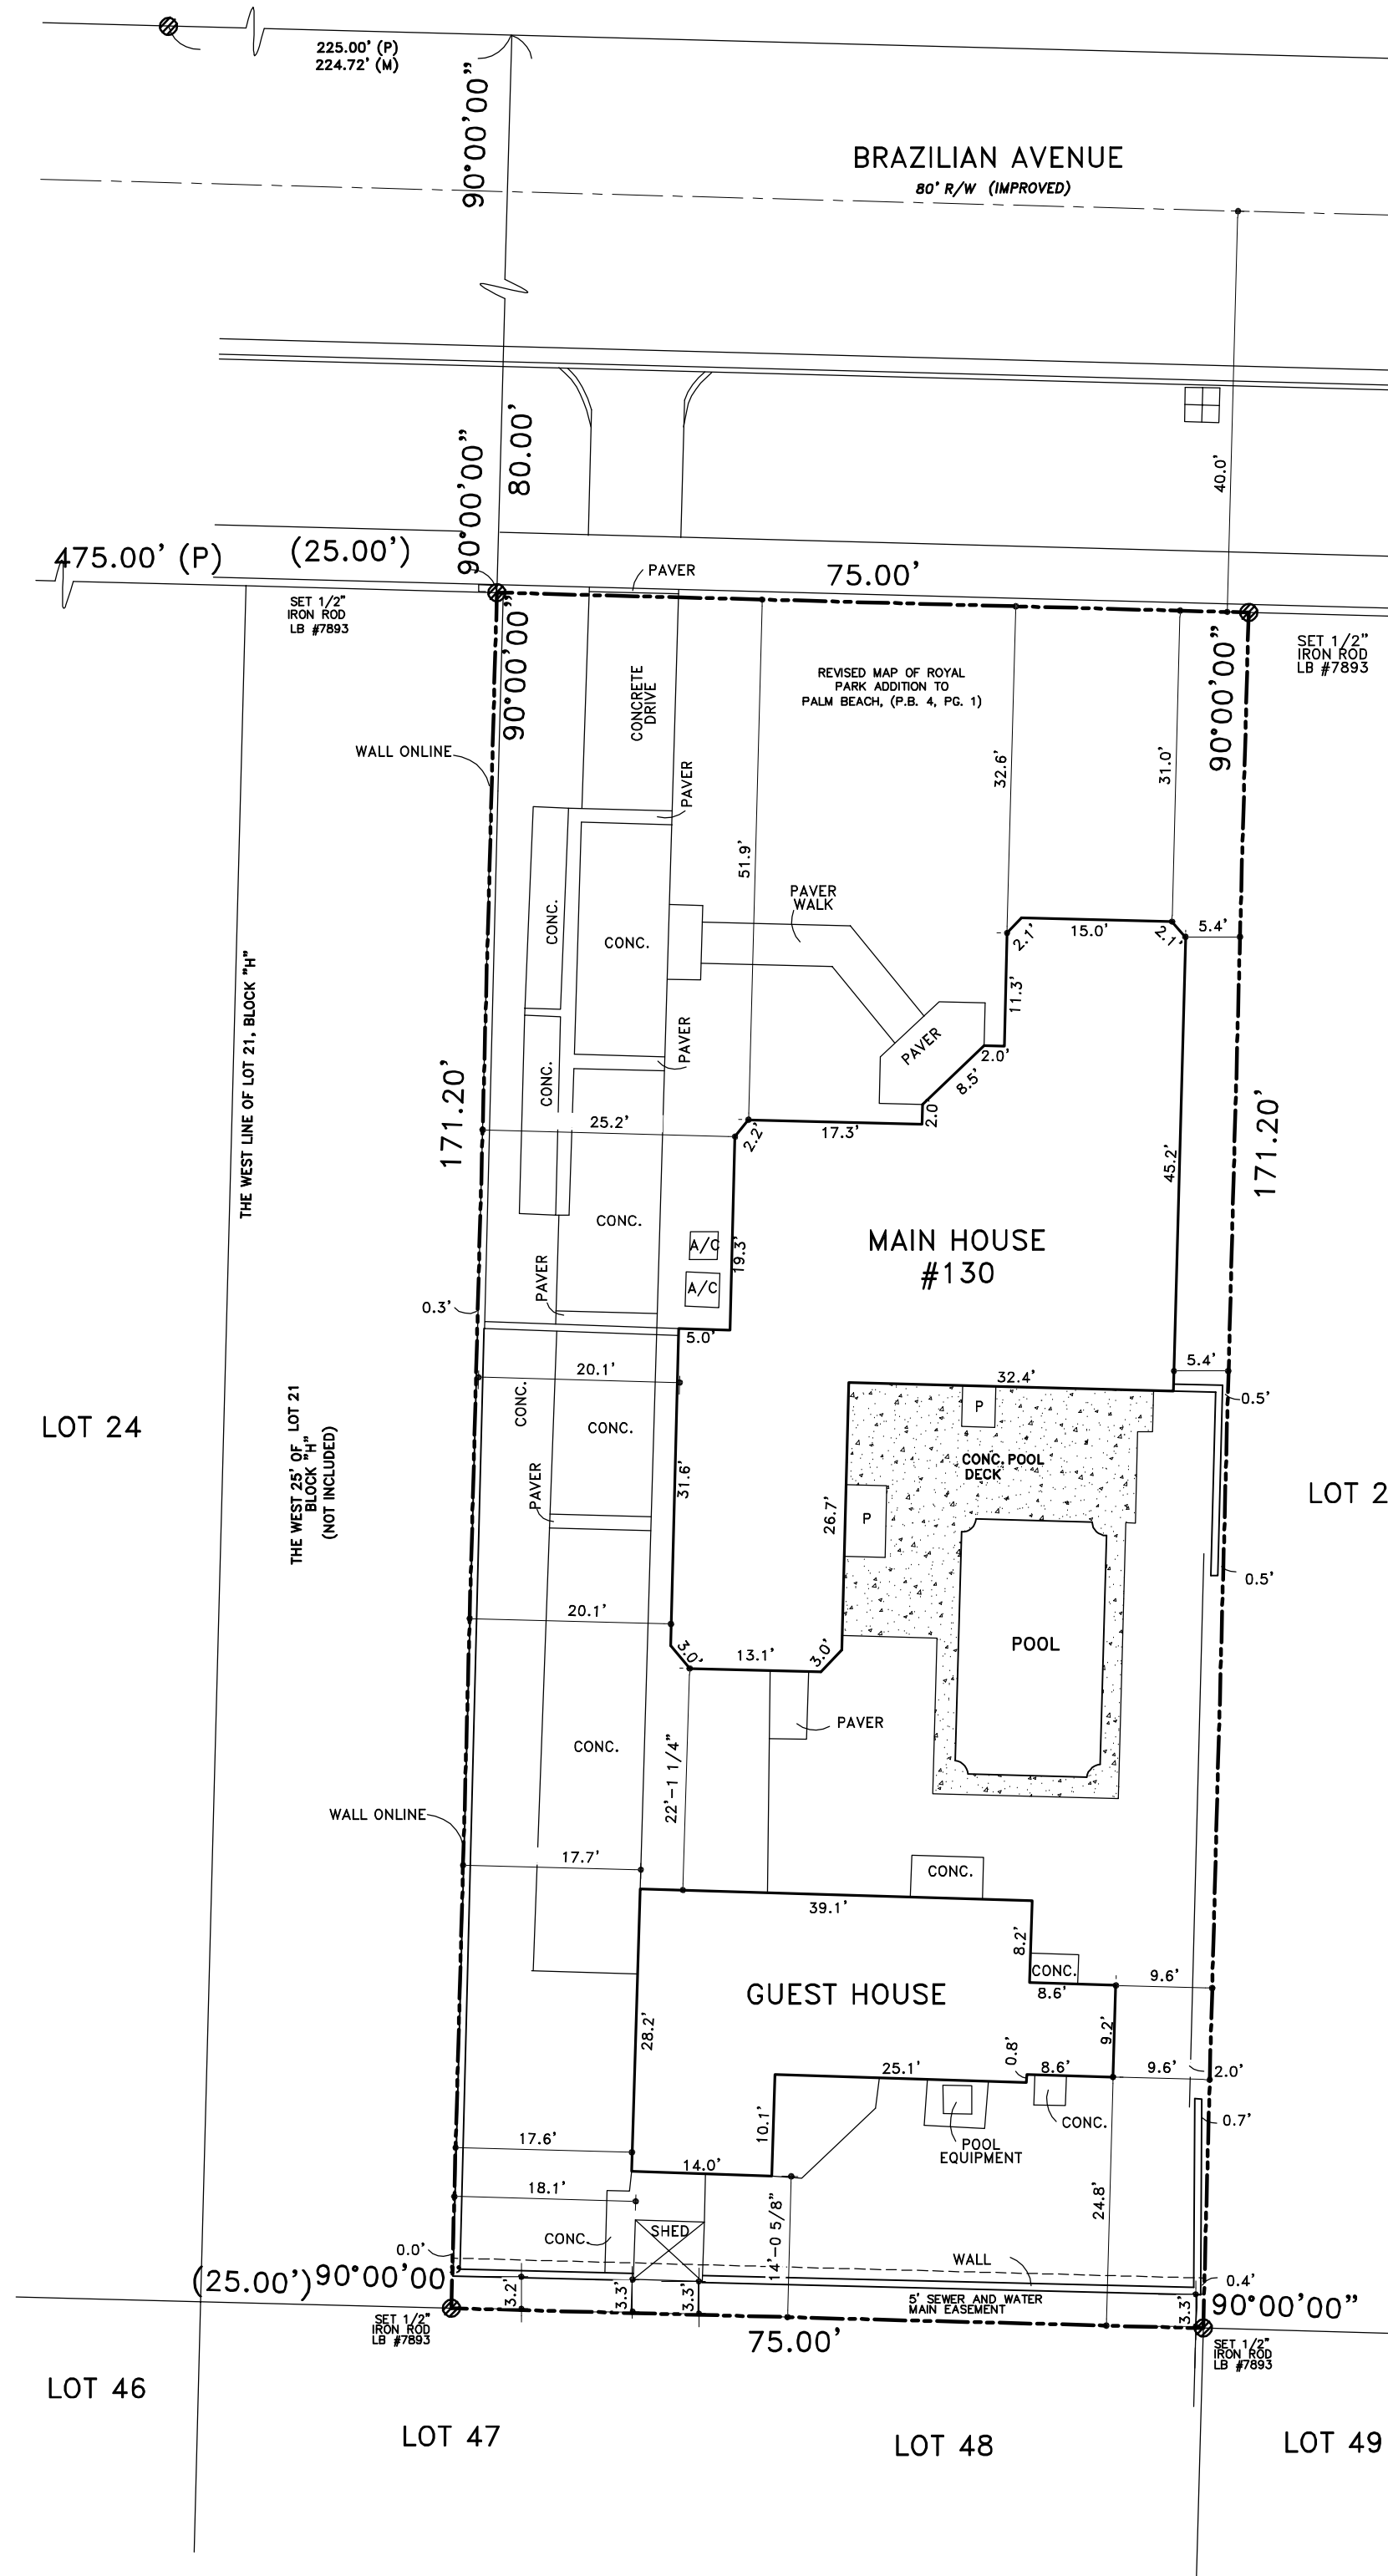 225.00' (P)
224.72' (M)
90°00'00"
BRAZILIAN AVENUE
80' R/W (IMPROVED)
80.00'
90°00'00"
40.0'
475.00' (P)
(25.00')
PAVER
75.00'
SET 1/2"
IRON ROD
LB #7893
90°00'00"
SET 1/2"
IRON ROD
LB #7893
90°00'00"
REVISED MAP OF ROYAL
PARK ADDITION TO
PALM BEACH, (P.B. 4, PG. 1)
CONCRETE
DRIVE
WALL ONLINE
32.6'
31.0'
PAVER
51.9'
PAVER
WALK
CONC.
CONC.
2.1'
15.0'
2.1'
5.4'
11.3'
THE WEST LINE OF LOT 21, BLOCK "H"
PAVER
PAVER
2.0'
8.5'
CONC.
171.20'
25.2'
2.2'
17.3'
2.0'
45.2'
171.20'
CONC.
A/C
19.3'
MAIN HOUSE
#130
PAVER
A/C
0.3'
5.0'
20.1'
32.4'
5.4'
0.5'
CONC.
CONC.
P
LOT 24
THE WEST 25' OF LOT 21
BLOCK "H"
(NOT INCLUDED)
CONC. POOL
DECK
31.6'
PAVER
26.7'
P
LOT 2
0.5'
20.1'
3.0'
13.1'
3.0'
POOL
PAVER
CONC.
22'-1 1/4"
WALL ONLINE
17.7'
CONC.
39.1'
8.2'
CONC.
8.6'
9.6'
GUEST HOUSE
28.2'
9.2'
0.8'
25.1'
8.6'
9.6'
2.0'
10.1'
CONC.
0.7'
POOL
EQUIPMENT
17.6'
14.0'
18.1'
24.8'
14'-0 5/8"
CONC.
SHED
0.0'
WALL
0.4'
(25.00')
90°00'00
3.2'
3.3'
3.3'
5' SEWER AND WATER
MAIN EASEMENT
3.3'
90°00'00"
SET 1/2"
IRON ROD
LB #7893
75.00'
SET 1/2"
IRON ROD
LB #7893
LOT 46
LOT 47
LOT 48
LOT 49